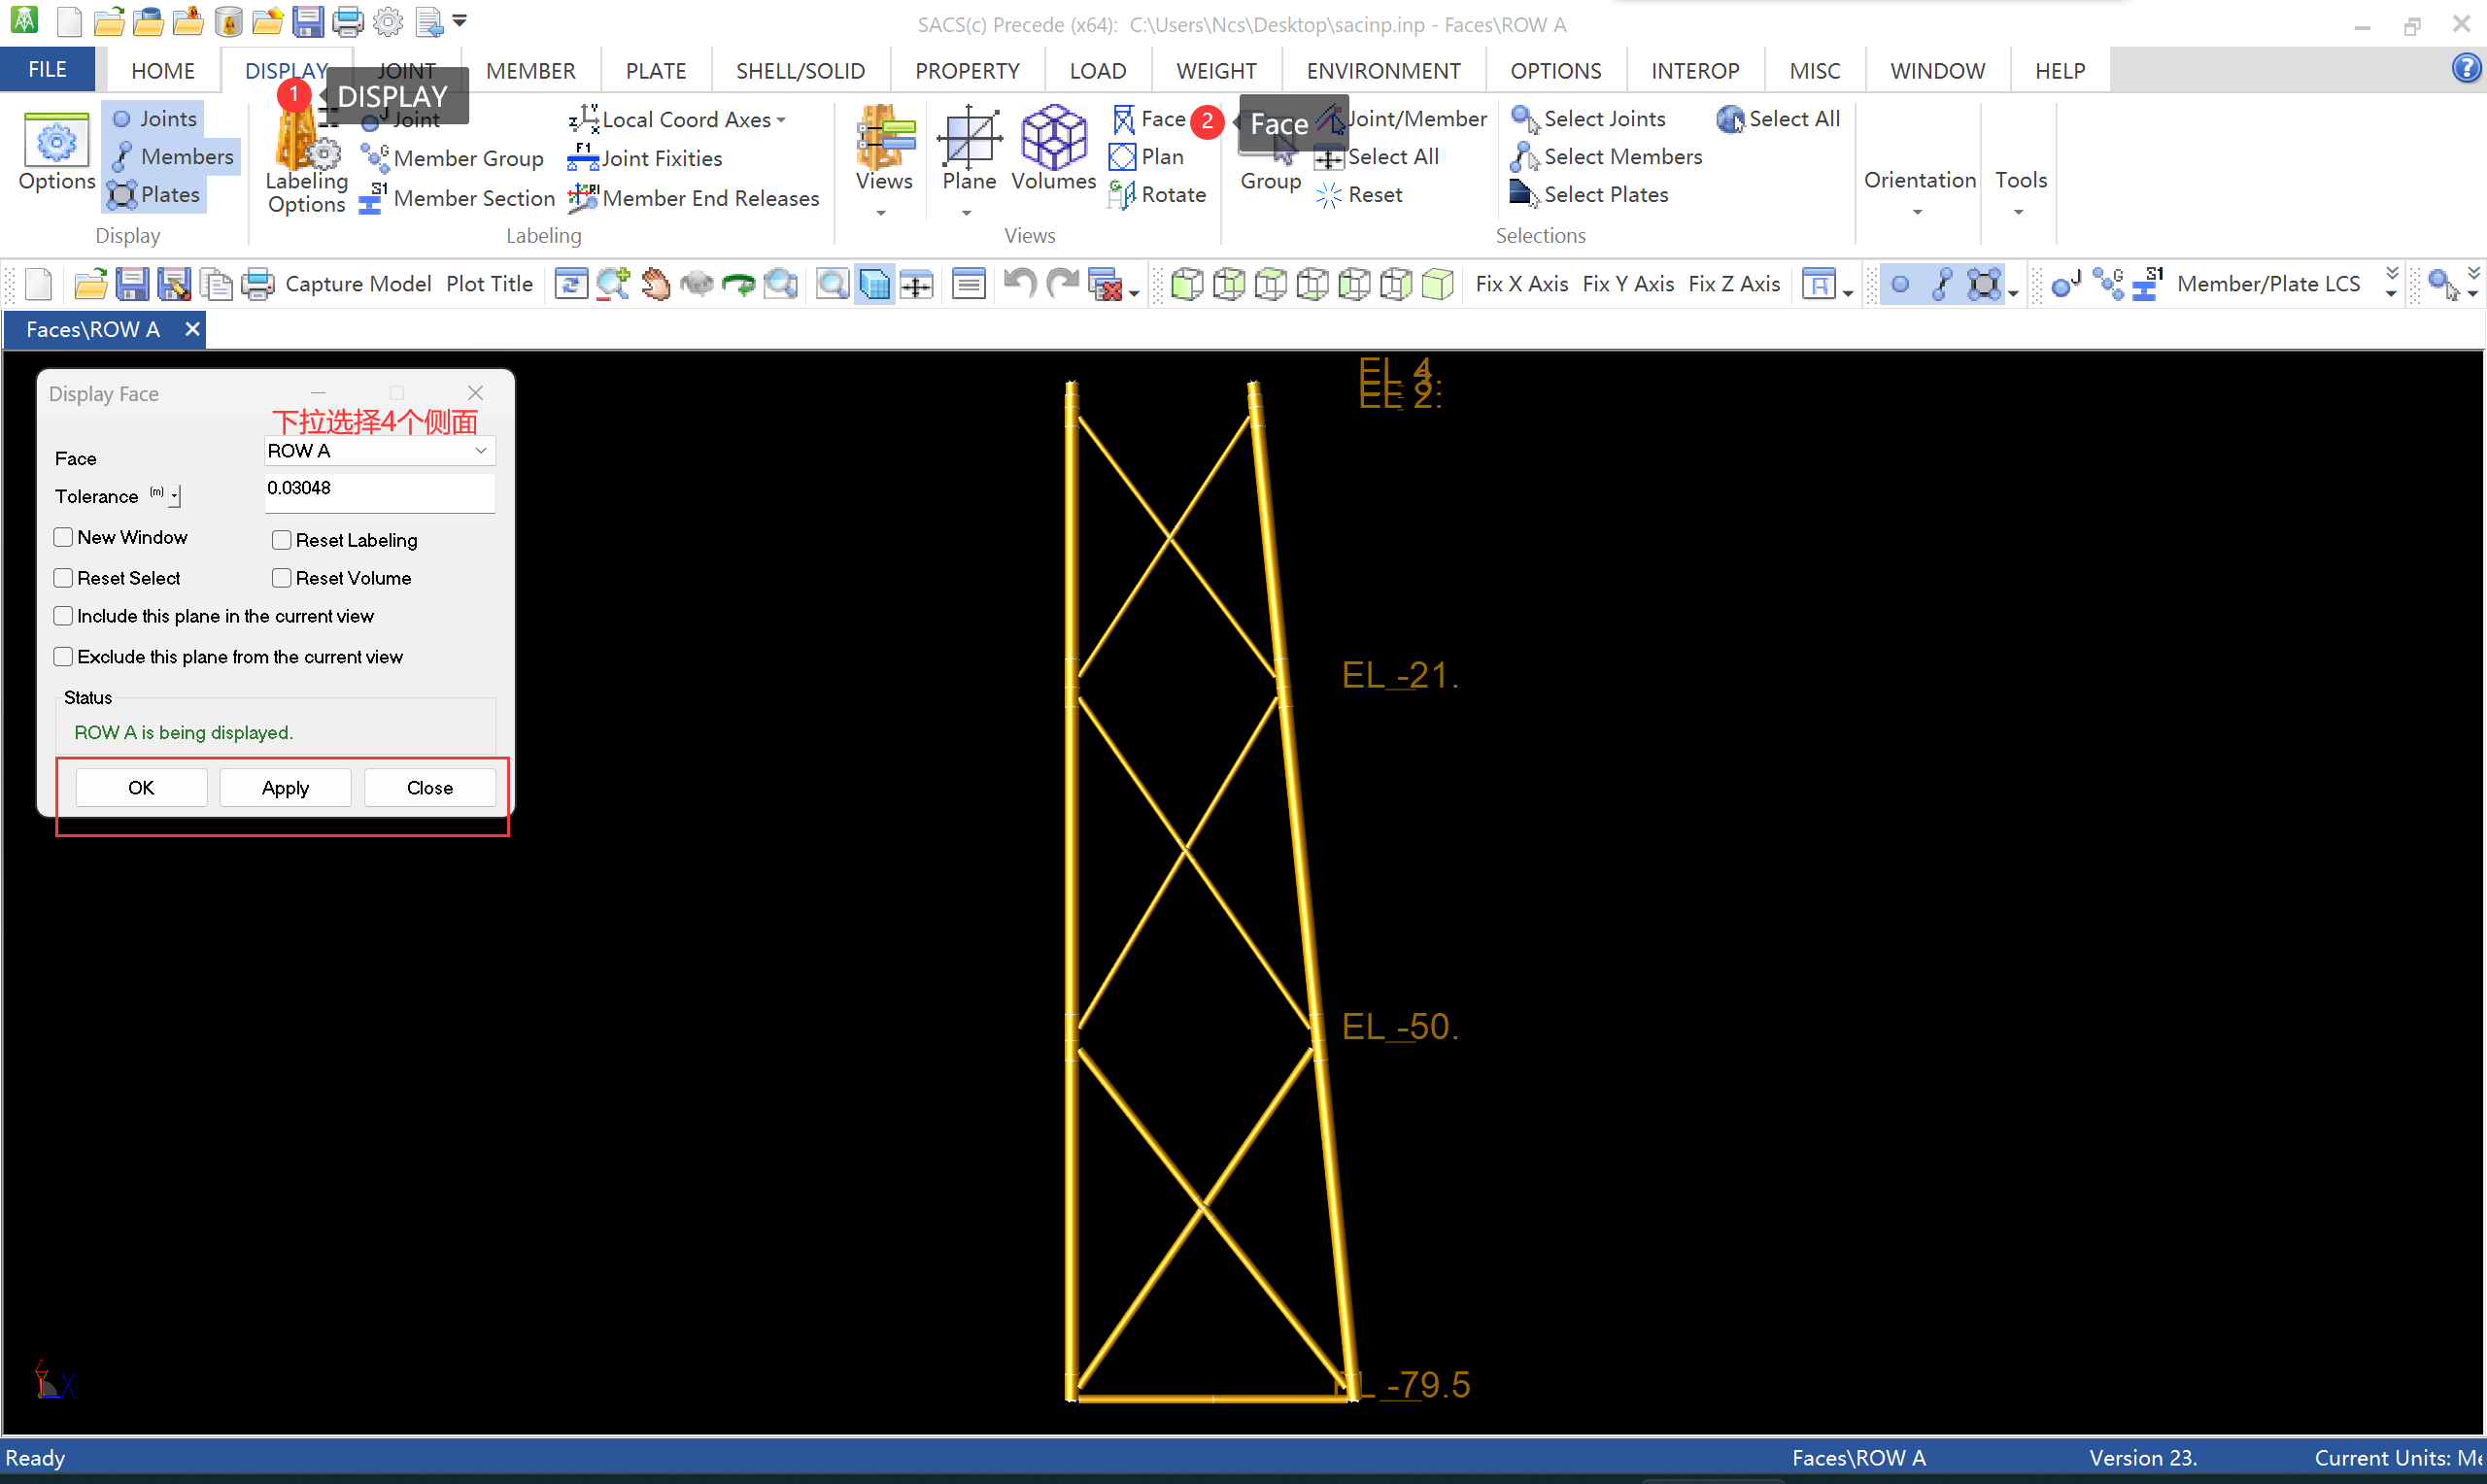 SACS(c) Precede (x64): C:\Users\Ncs\Desktop\sacinp.inp - Faces\ROW A
FILE HOME DISPLAY JOINT MEMBER PLATE SHELL/SOLID PROPERTY LOAD WEIGHT ENVIRONMENT OPTIONS INTEROP MISC WINDOW HELP
1 DISPLAY
2 Face
Options
Joints
Members
Plates
Display
Labeling
Options
Joint
Member Group
Member Section
Local Coord Axes
Joint Fixities
Member End Releases
Labeling
Views
Plane
Volumes
Face
Plan
Rotate
Views
Group
Joint/Member
Select All
Reset
Select Joints
Select Members
Select Plates
Select All
Selections
Orientation
Tools
Capture Model Plot Title Fix X Axis Fix Y Axis Fix Z Axis Member/Plate LCS
Faces\ROW A
Display Face
下拉选择4个侧面
Face ROW A
Tolerance (m) 0.03048
New Window Reset Labeling
Reset Select Reset Volume
Include this plane in the current view
Exclude this plane from the current view
Status
ROW A is being displayed.
OK Apply Close
EL_-21.
EL_-50.
EL_-79.5
Ready Faces\ROW A Version 23. Current Units: Me